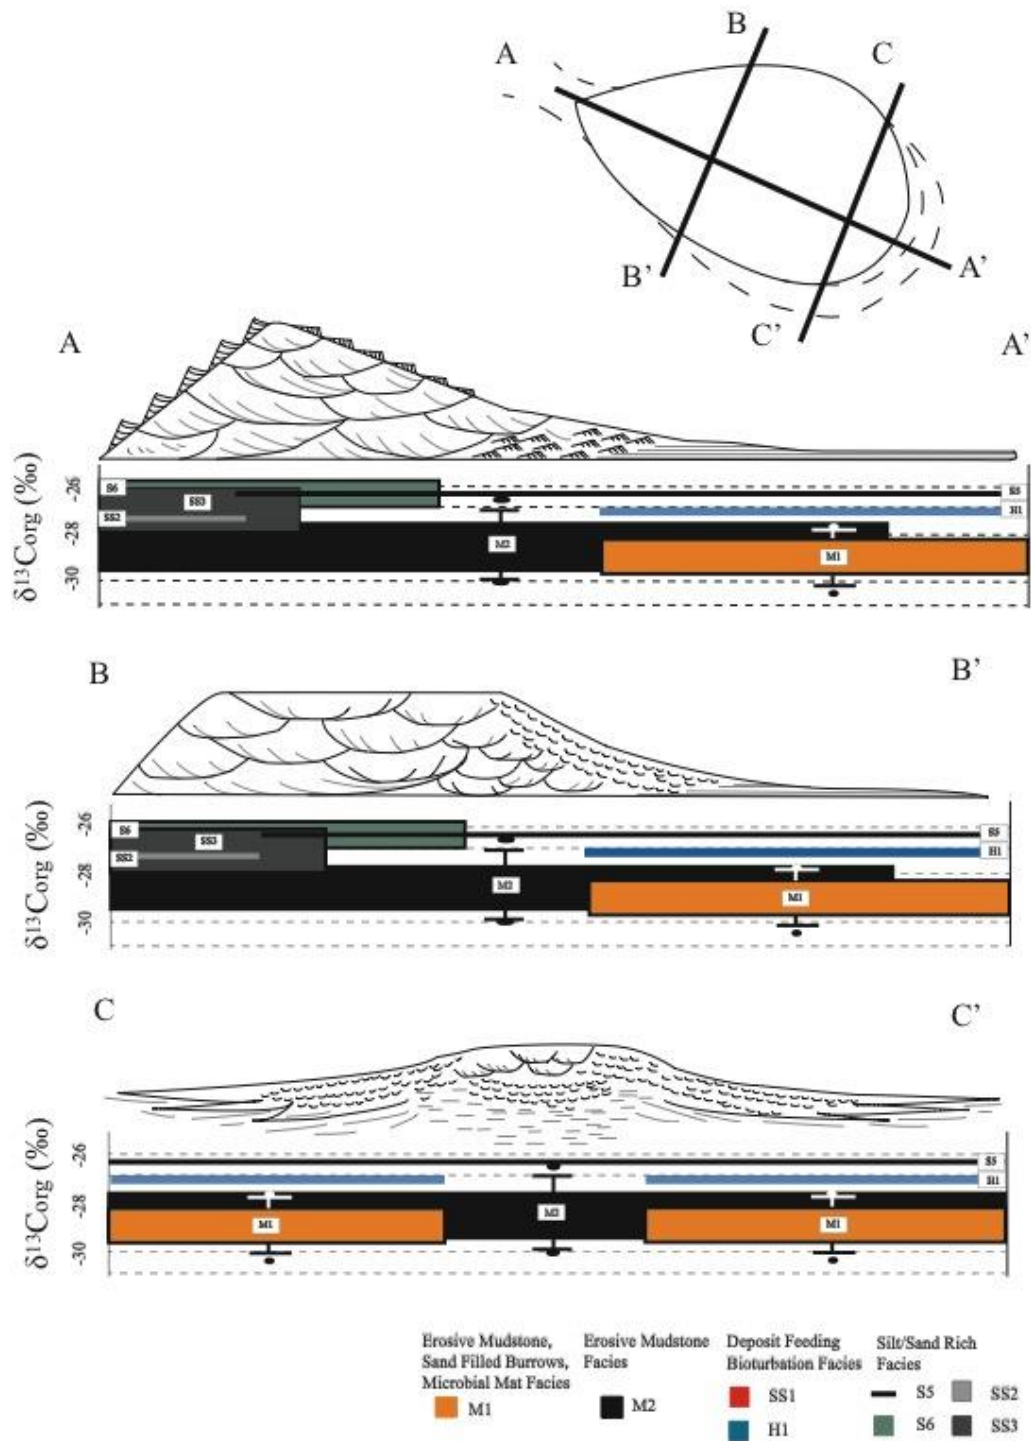 B
A
C
B'
A'
C'
A
A'
δ¹³Corg (‰)
-26
-28
-30
S6
SS3
SS2
M2
M1
S5
H1
B
B'
δ¹³Corg (‰)
-26
-28
-30
S6
SS3
SS2
M2
M1
S5
H1
C
C'
δ¹³Corg (‰)
-26
-28
-30
M1
M2
M1
S5
H1
Erosive Mudstone,
Sand Filled Burrows,
Microbial Mat Facies
M1
Erosive Mudstone
Facies
M2
Deposit Feeding
Bioturbation Facies
SS1
H1
Silt/Sand Rich
Facies
S5
SS2
S6
SS3